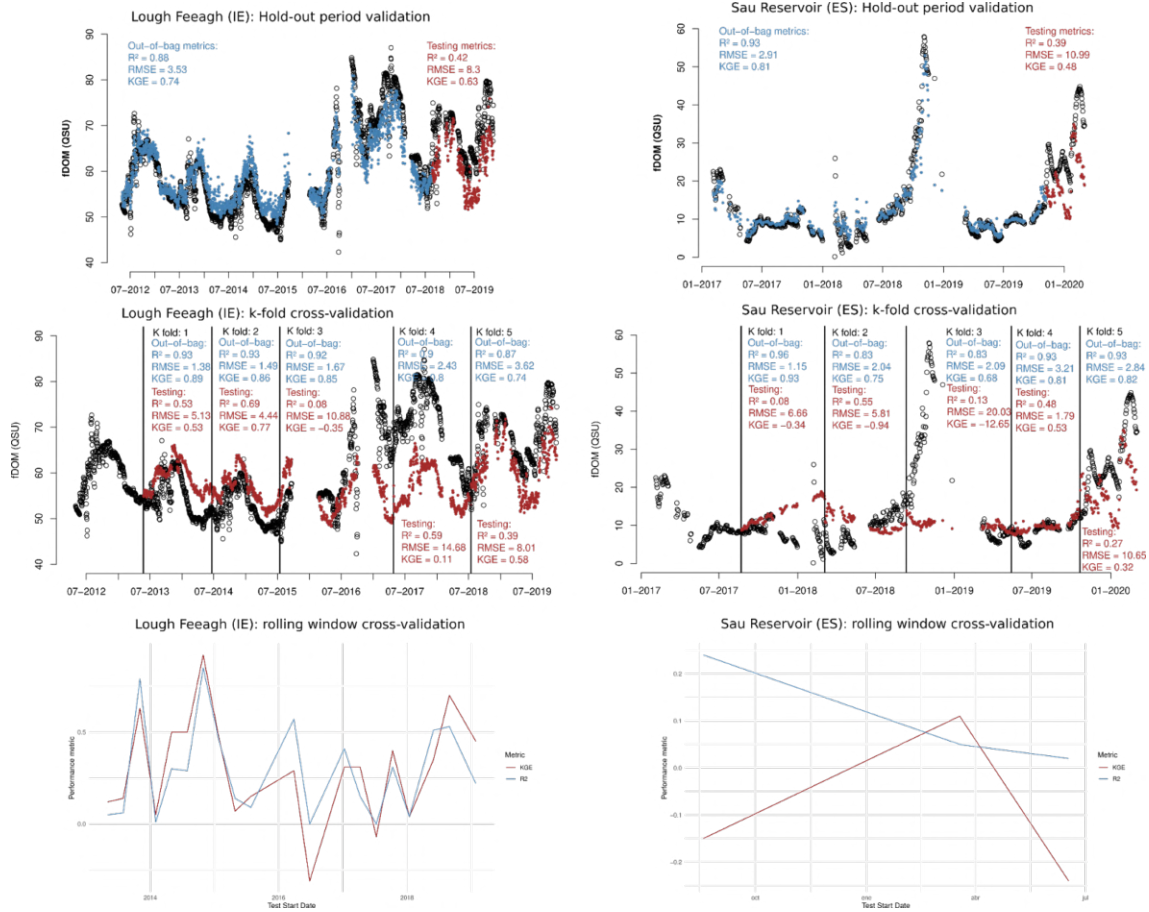 Lough Feeagh (IE): Hold-out period validation
Out-of-bag metrics:
R² = 0.88
RMSE = 3.53
KGE = 0.74
Testing metrics:
R² = 0.42
RMSE = 8.3
KGE = 0.63
fDOM (QSU)
90
80
70
60
50
40
07-2012
07-2013
07-2014
07-2015
07-2016
07-2017
07-2018
07-2019
Sau Reservoir (ES): Hold-out period validation
Out-of-bag metrics:
R² = 0.93
RMSE = 2.91
KGE = 0.81
Testing metrics:
R² = 0.39
RMSE = 10.99
KGE = 0.48
fDOM (QSU)
60
50
40
30
20
10
0
01-2017
07-2017
01-2018
07-2018
01-2019
07-2019
01-2020
Lough Feeagh (IE): k-fold cross-validation
K fold: 1
Out-of-bag:
R² = 0.93
RMSE = 1.38
KGE = 0.89
Testing:
R² = 0.53
RMSE = 5.13
KGE = 0.53
K fold: 2
Out-of-bag:
R² = 0.93
RMSE = 1.49
KGE = 0.86
Testing:
R² = 0.69
RMSE = 4.44
KGE = 0.77
K fold: 3
Out-of-bag:
R² = 0.92
RMSE = 1.67
KGE = 0.85
Testing:
R² = 0.08
RMSE = 10.88
KGE = -0.35
K fold: 4
Out-of-bag:
RMSE = 2.43
Testing:
R² = 0.59
RMSE = 14.68
KGE = 0.11
K fold: 5
Out-of-bag:
R² = 0.87
RMSE = 3.62
KGE = 0.74
Testing:
R² = 0.39
RMSE = 8.01
KGE = 0.58
fDOM (QSU)
90
80
70
60
50
40
07-2012
07-2013
07-2014
07-2015
07-2016
07-2017
07-2018
07-2019
Sau Reservoir (ES): k-fold cross-validation
K fold: 1
Out-of-bag:
R² = 0.96
RMSE = 1.15
KGE = 0.93
Testing:
R² = 0.08
RMSE = 6.66
KGE = -0.34
K fold: 2
Out-of-bag:
R² = 0.83
RMSE = 2.04
KGE = 0.75
Testing:
R² = 0.55
RMSE = 5.81
KGE = -0.94
K fold: 3
Out-of-bag:
R² = 0.83
RMSE = 2.09
KGE = 0.68
Testing:
R² = 0.13
RMSE = 20.03
KGE = -12.65
K fold: 4
Out-of-bag:
R² = 0.93
RMSE = 3.21
KGE = 0.81
Testing:
R² = 0.48
RMSE = 1.79
KGE = 0.53
K fold: 5
Out-of-bag:
R² = 0.93
RMSE = 2.84
KGE = 0.82
Testing:
R² = 0.27
RMSE = 10.65
KGE = 0.32
fDOM (QSU)
60
50
40
30
20
10
0
01-2017
07-2017
01-2018
07-2018
01-2019
07-2019
01-2020
Lough Feeagh (IE): rolling window cross-validation
Performance metric
0.5
0.0
2014
2016
2018
Test Start Date
Metric
KGE
R2
Sau Reservoir (ES): rolling window cross-validation
Performance metric
0.2
0.1
0.0
-0.1
-0.2
oct
ene
abr
jul
Test Start Date
Metric
KGE
R2